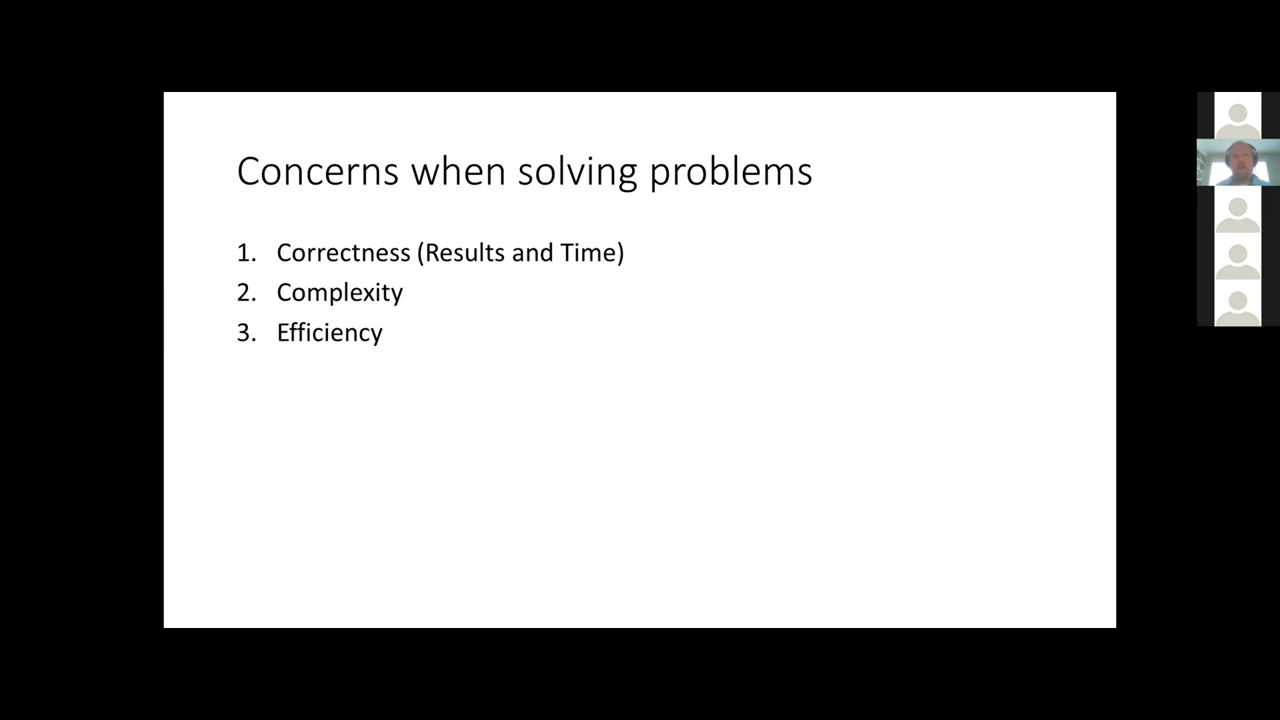 Concerns when solving problems
1. Correctness (Results and Time)
2. Complexity
3. Efficiency